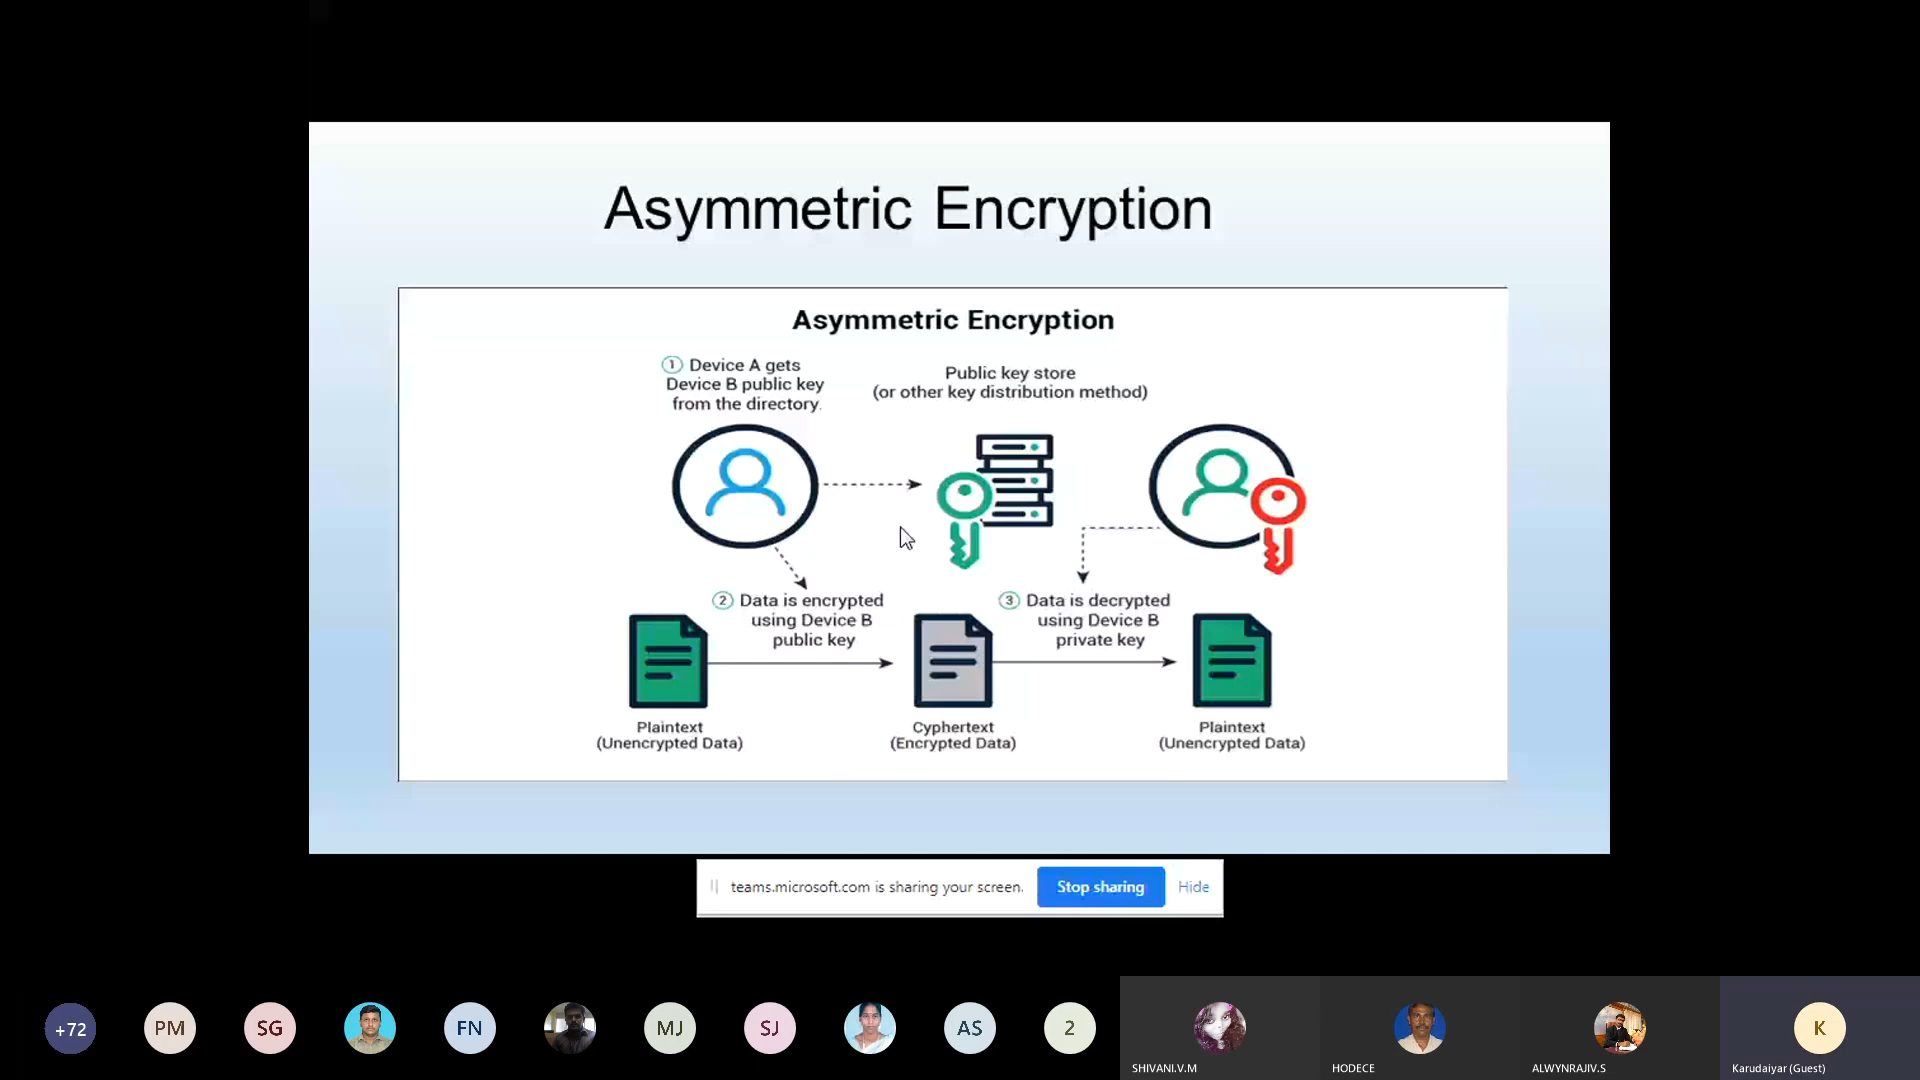 Asymmetric Encryption
Asymmetric Encryption
1 Device A gets
Device B public key
from the directory.
Public key store
(or other key distribution method)
2 Data is encrypted
using Device B
public key
3 Data is decrypted
using Device B
private key
Plaintext
(Unencrypted Data)
Cyphertext
(Encrypted Data)
Plaintext
(Unencrypted Data)
teams.microsoft.com is sharing your screen.
Stop sharing
Hide
+72
PM
SG
FN
MJ
SJ
AS
2
K
SHIVANI.V.M
HODECE
ALWYNRAJIV.S
Karudaiyar (Guest)